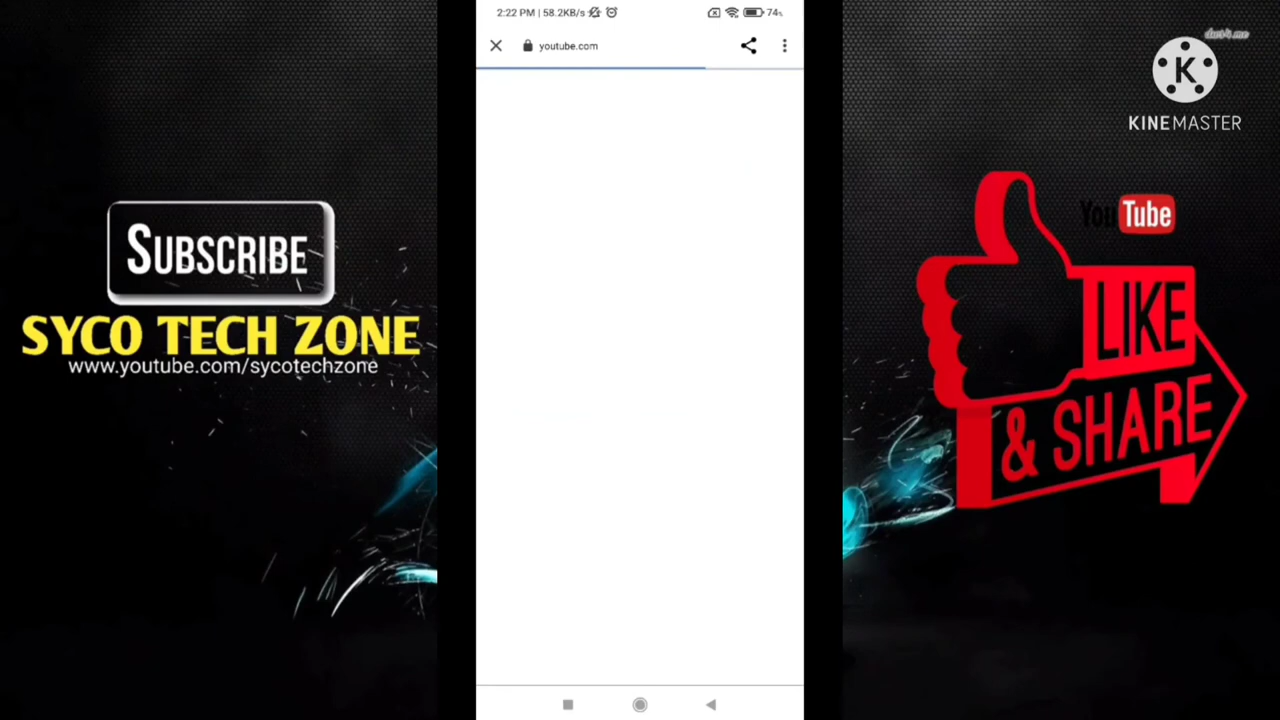 2:22 PM | 58.2KB/s
74%
youtube.com
K
KINEMASTER
SUBSCRIBE
SYCO TECH ZONE
www.youtube.com/sycotechzone
YouTube
LIKE
& SHARE